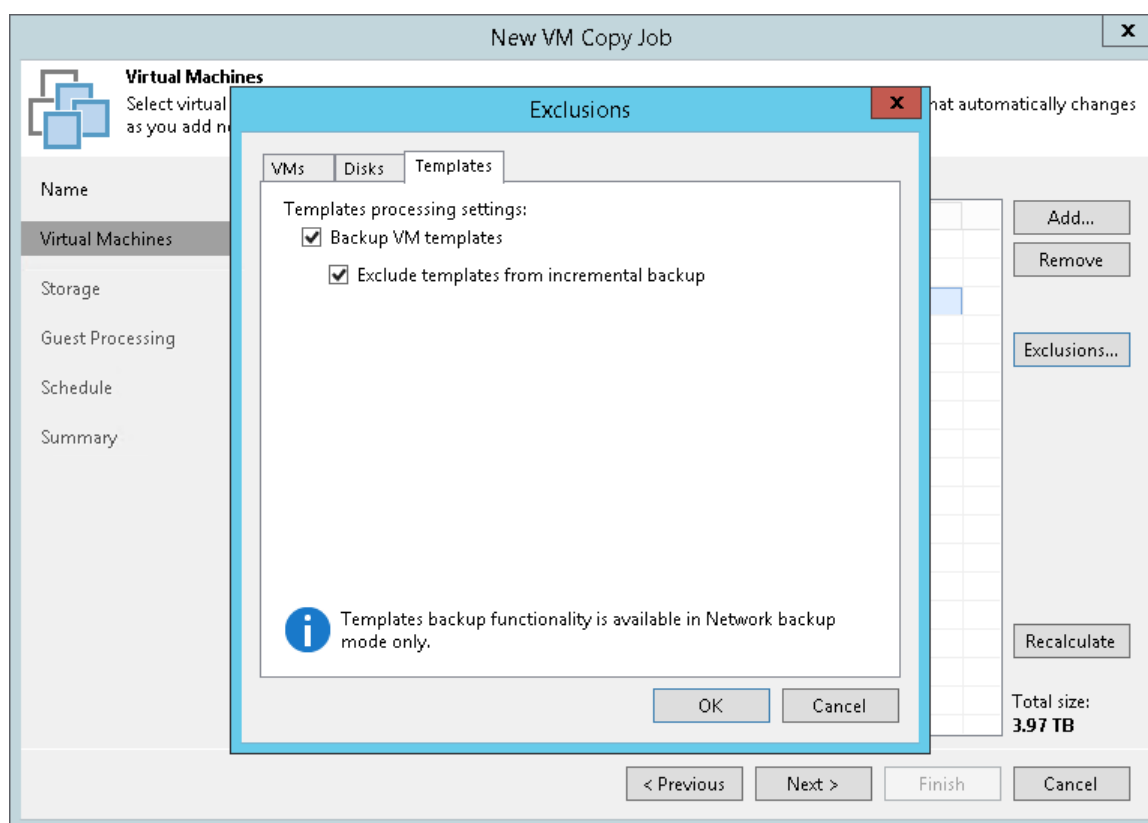 New VM Copy Job
x
Virtual Machines
Select virtual
hat automatically changes
as you add
Exclusions
x
VMs
Disks
Templates
Name
Virtual Machines
Storage
Guest Processing
Schedule
Summary
Templates processing settings:
Backup VM templates
Exclude templates from incremental backup
Templates backup functionality is available in Network backup
mode only.
OK
Cancel
Add...
Remove
Exclusions...
Recalculate
Total size:
3.97 TB
< Previous
Next >
Finish
Cancel